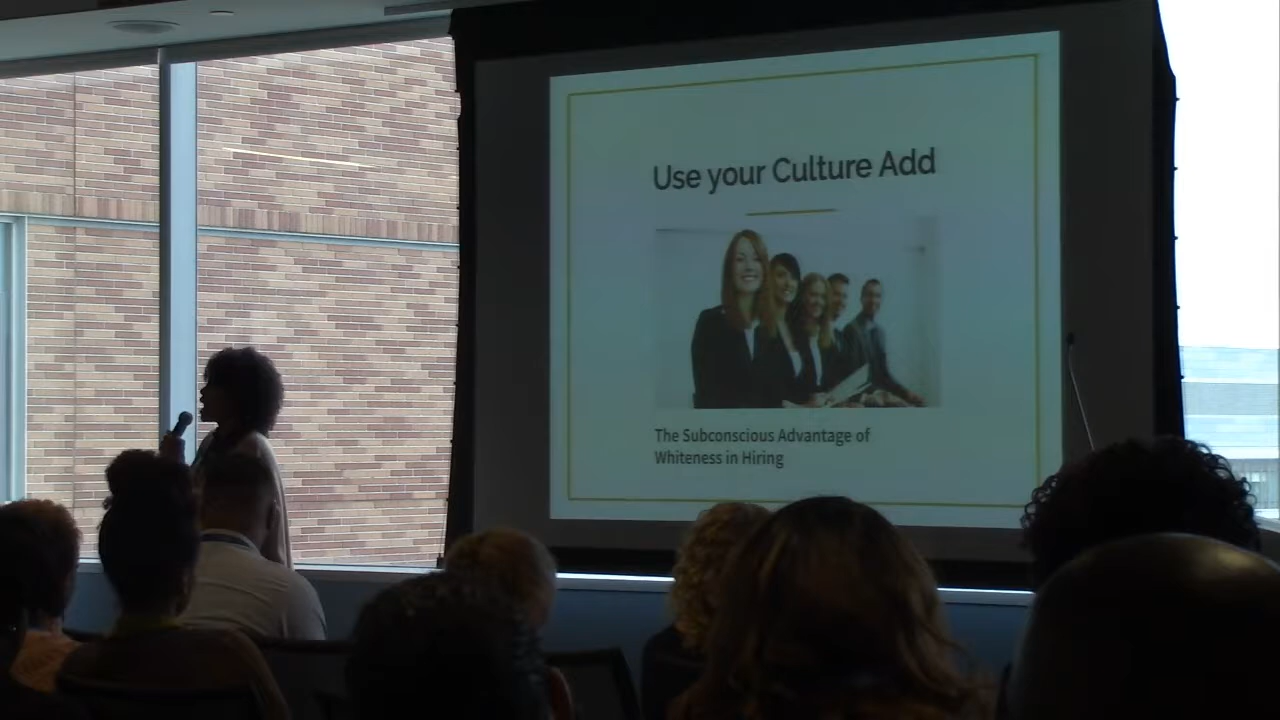 Use your Culture Add
The Subconscious Advantage of
Whiteness in Hiring